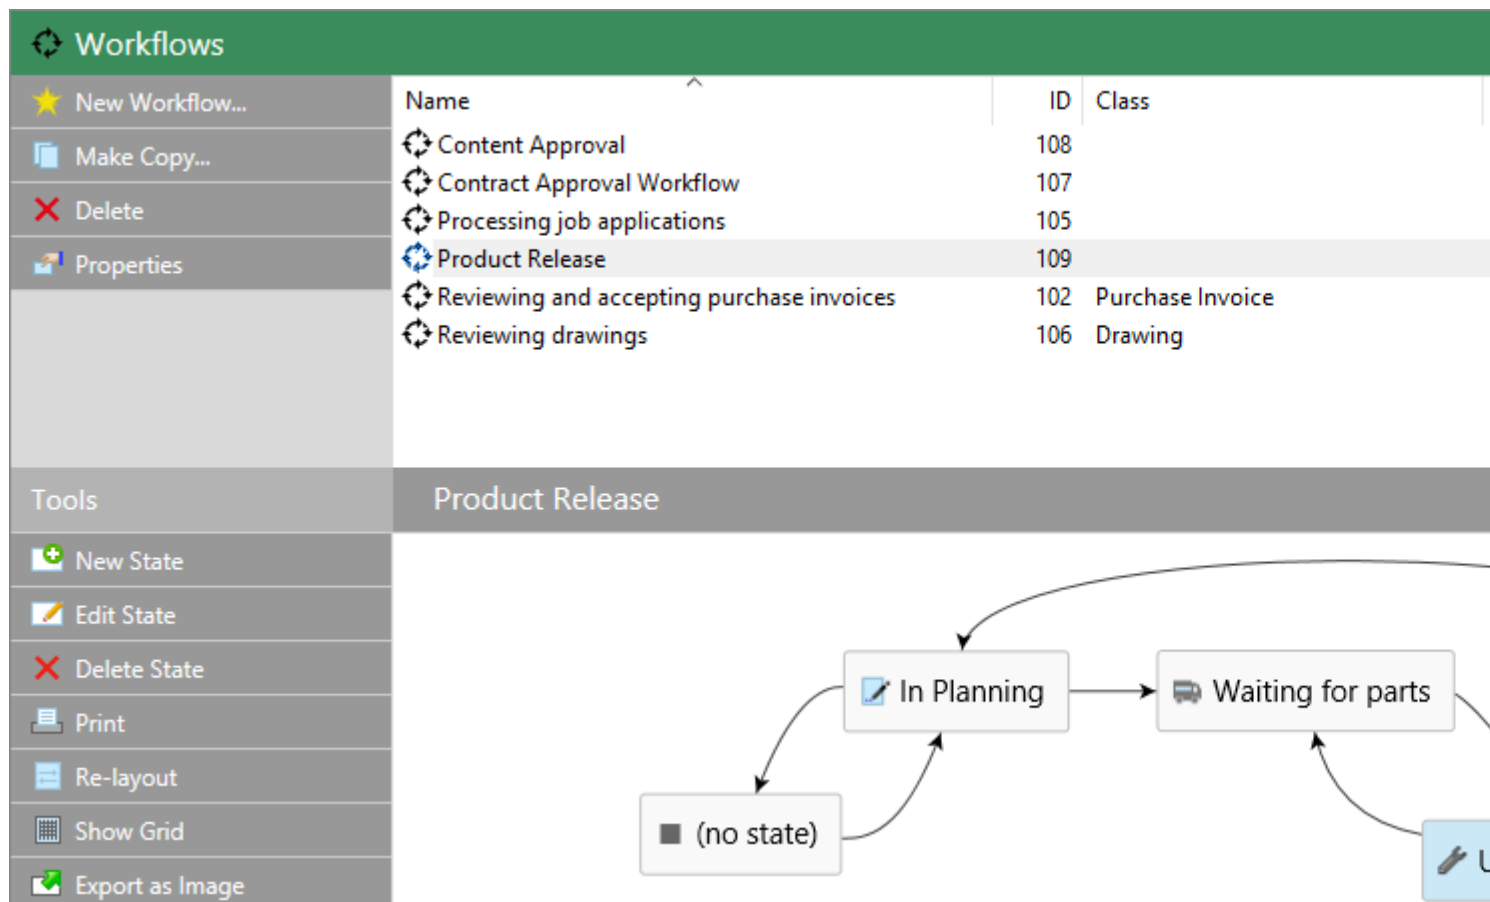 Workflows
New Workflow...
Make Copy...
Delete
Properties
Name ID Class
Content Approval 108
Contract Approval Workflow 107
Processing job applications 105
Product Release 109
Reviewing and accepting purchase invoices 102 Purchase Invoice
Reviewing drawings 106 Drawing
Tools
New State
Edit State
Delete State
Print
Re-layout
Show Grid
Export as Image
Product Release
In Planning
Waiting for parts
(no state)